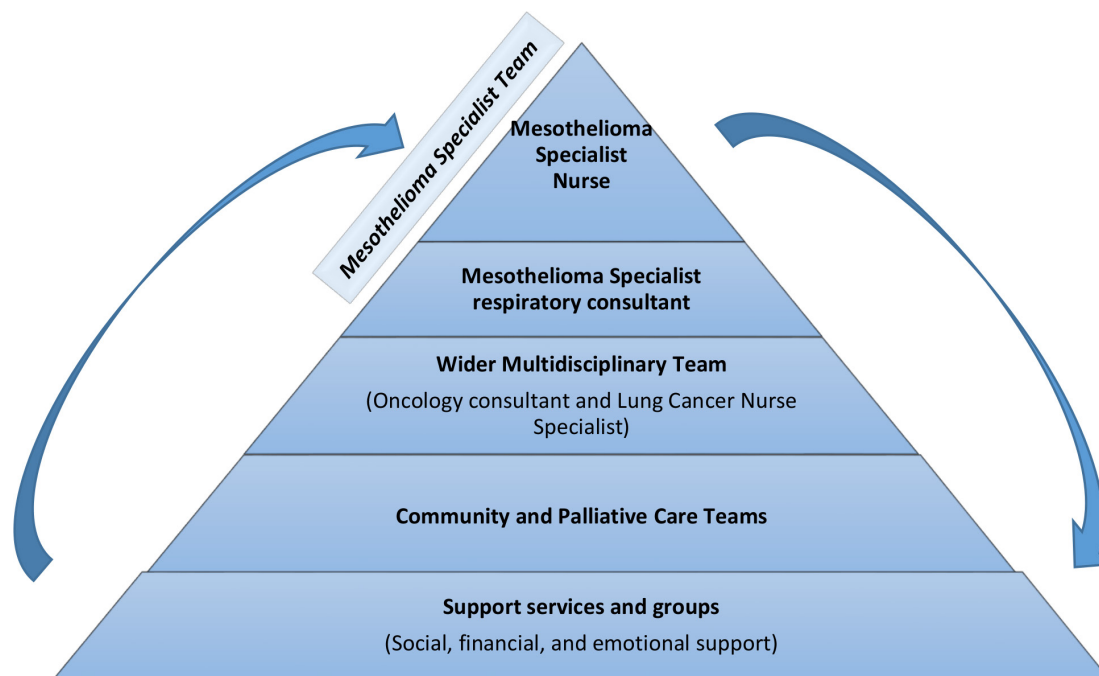 Mesothelioma Specialist Team
Mesothelioma
Specialist
Nurse
Mesothelioma Specialist
respiratory consultant
Wider Multidisciplinary Team
(Oncology consultant and Lung Cancer Nurse
Specialist)
Community and Palliative Care Teams
Support services and groups
(Social, financial, and emotional support)